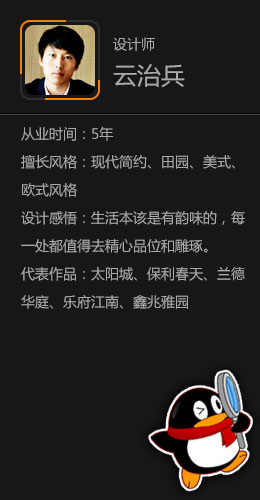 设计师
云治兵
从业时间：5年
擅长风格：现代简约、田园、美式、
欧式风格
设计感悟：生活本该是有韵味的，每
一处都值得去精心品位和雕琢。
代表作品：太阳城、保利春天、兰德
华庭、乐府江南、鑫兆雅园